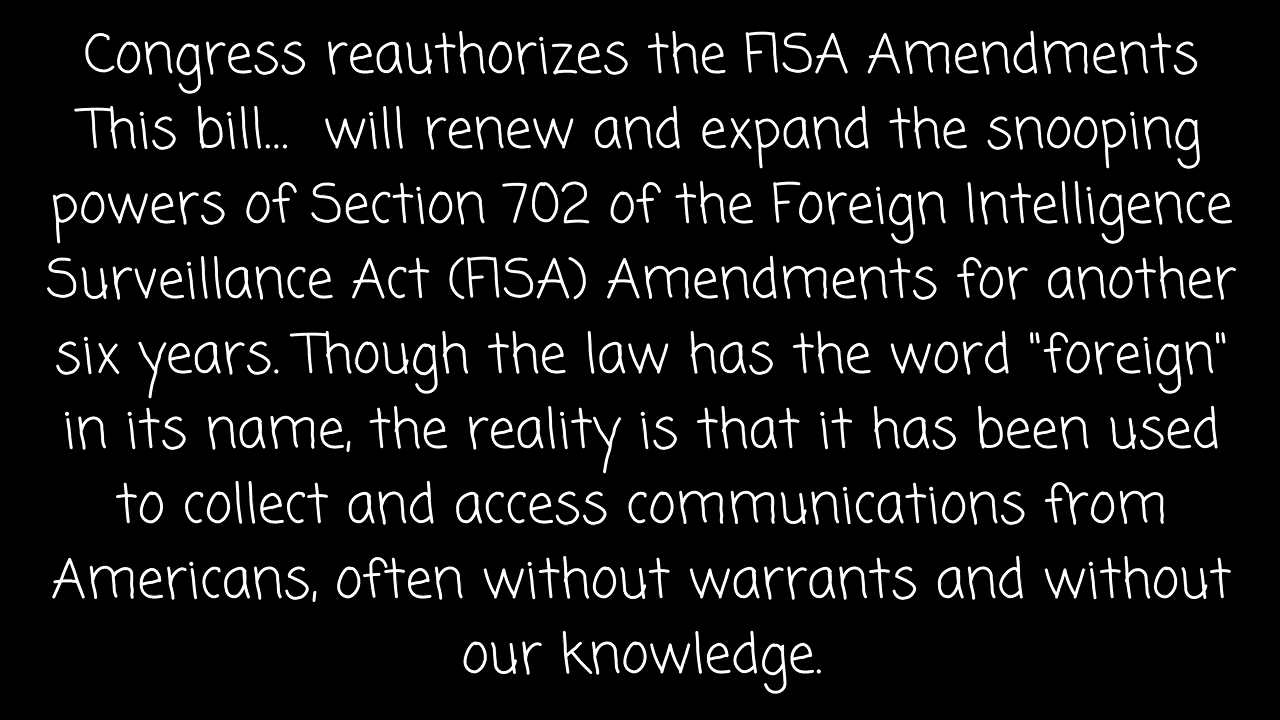 Congress reauthorizes the FISA Amendments
This bill... will renew and expand the snooping
powers of Section 702 of the Foreign Intelligence
Surveillance Act (FISA) Amendments for another
six years. Though the law has the word "foreign"
in its name, the reality is that it has been used
to collect and access communications from
Americans, often without warrants and without
our knowledge.